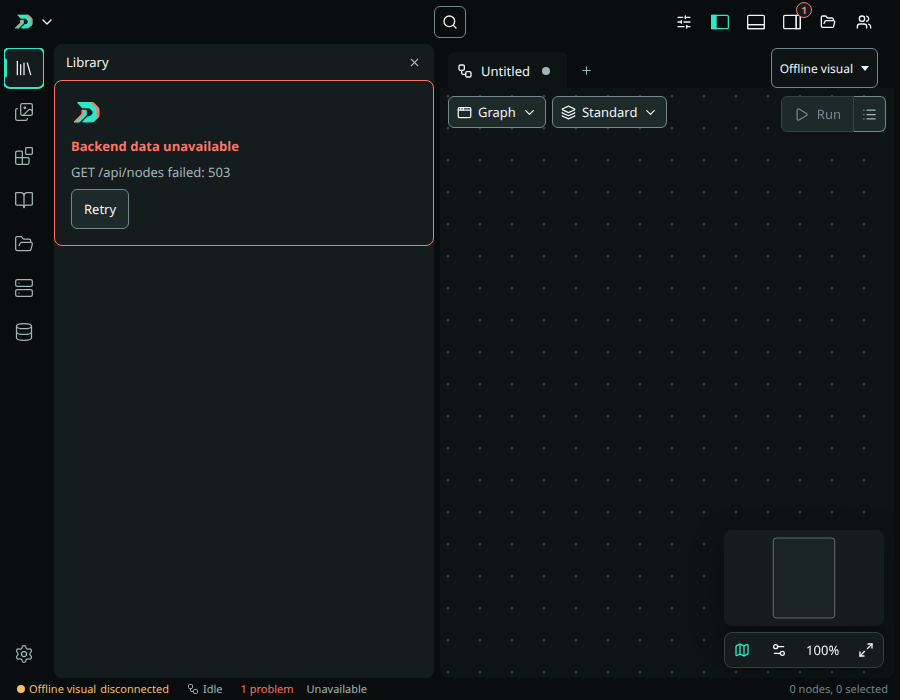 1
Library
Untitled
Offline visual
Graph
Standard
Run
Backend data unavailable
GET /api/nodes failed: 503
Retry
100%
Offline visual disconnected
Idle
1 problem
Unavailable
0 nodes, 0 selected